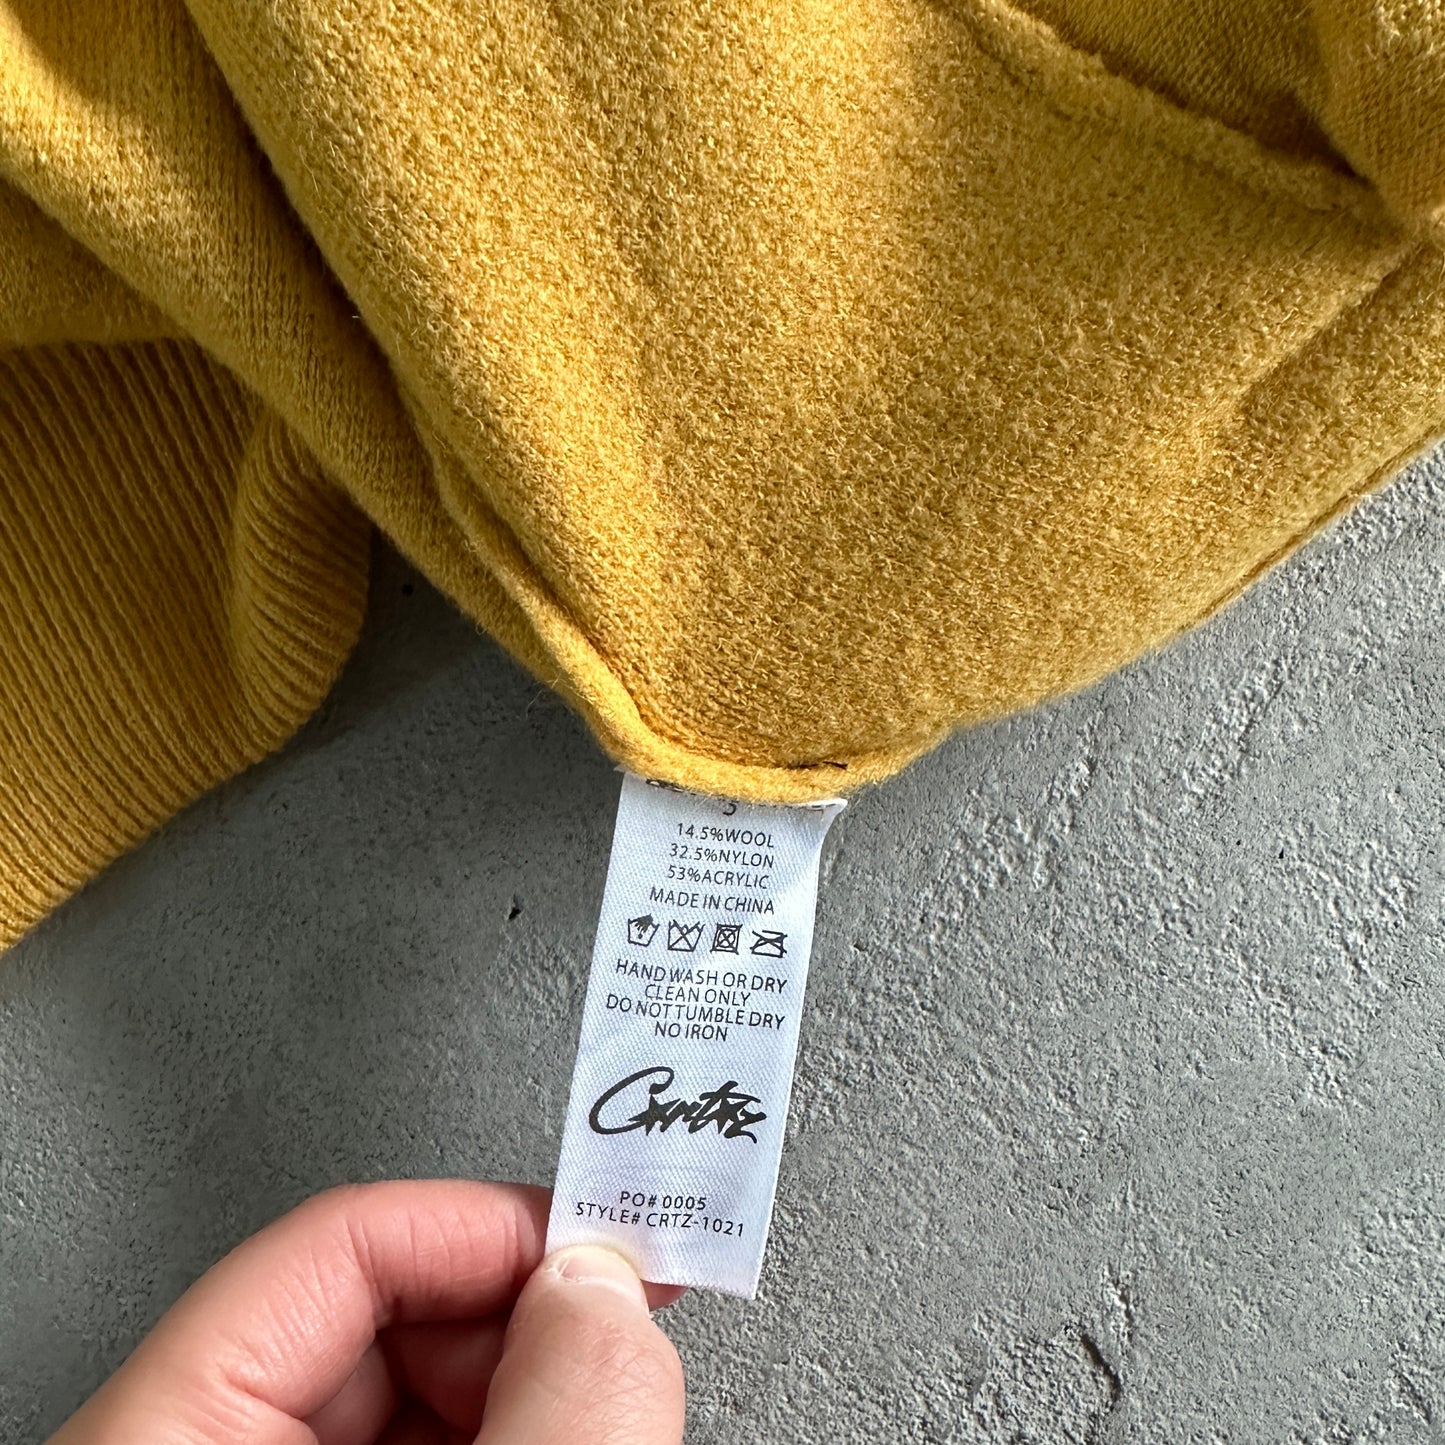 14.5%WOOL
32.5%NYLON
53%ACRYLIC
MADE IN CHINA
HAND WASH OR DRY
CLEAN ONLY
DO NOT TUMBLE DRY
NO IRON
Corteiz
PO# 0005
STYLE# CRTZ-1021